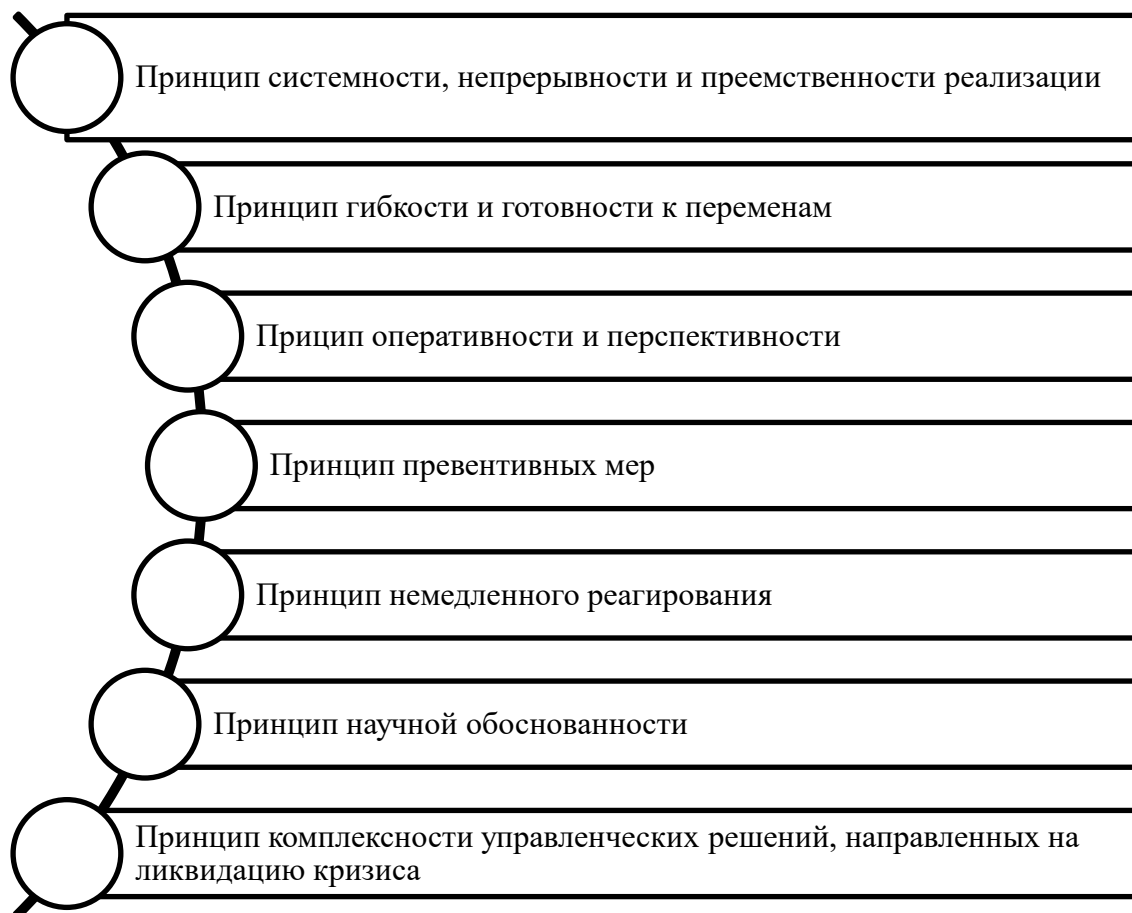 Принцип системности, непрерывности и преемственности реализации
Принцип гибкости и готовности к переменам
Прицип оперативности и перспективности
Принцип превентивных мер
Принцип немедленного реагирования
Принцип научной обоснованности
Принцип комплексности управленческих решений, направленных на
ликвидацию кризиса